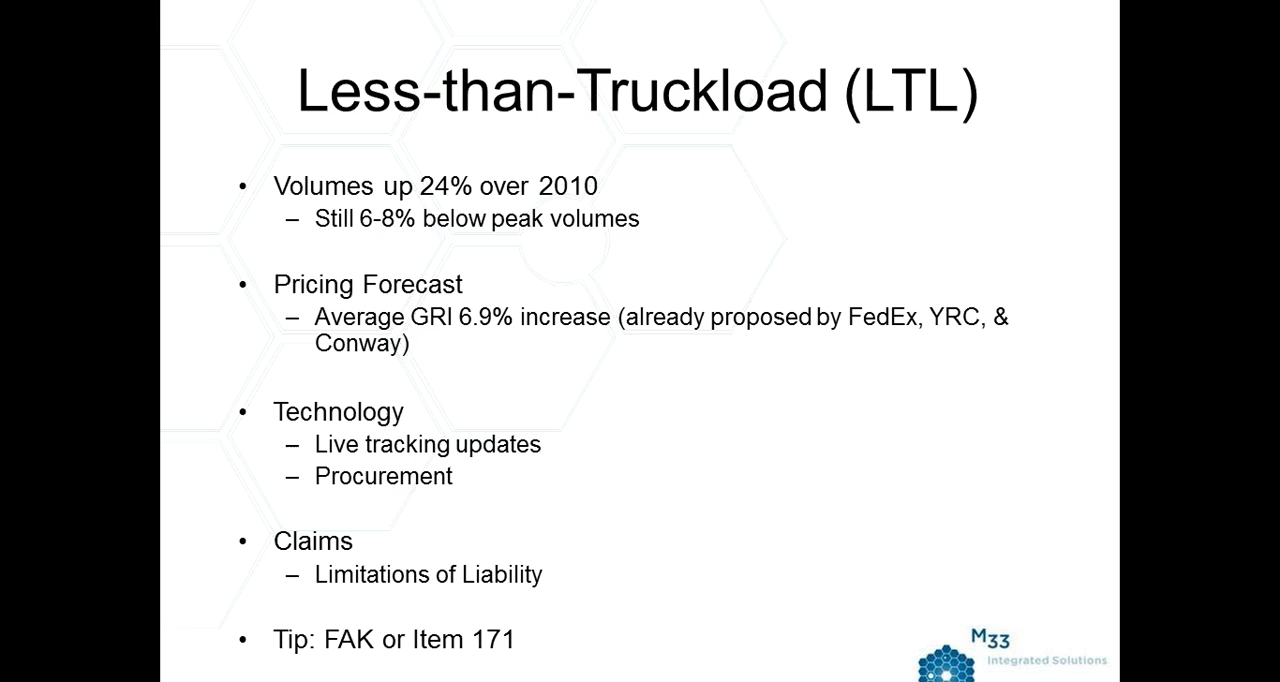 Less-than-Truckload (LTL)
• Volumes up 24% over 2010
– Still 6-8% below peak volumes
• Pricing Forecast
– Average GRI 6.9% increase (already proposed by FedEx, YRC, &
Conway)
• Technology
– Live tracking updates
– Procurement
• Claims
– Limitations of Liability
• Tip: FAK or Item 171
M33
Integrated Solutions